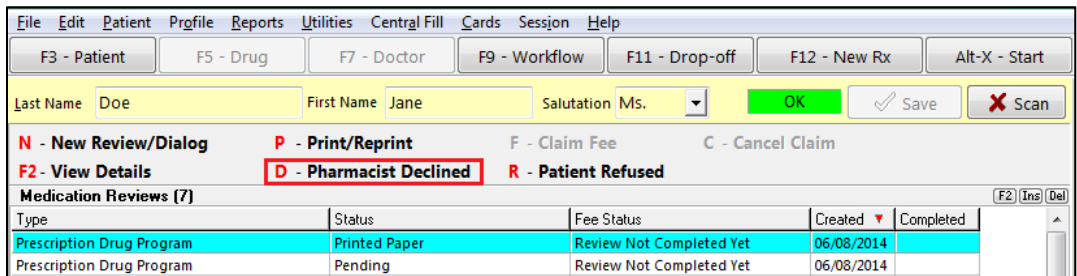 File Edit Patient Profile Reports Utilities Central Fill Cards Session Help
F3 - Patient F5 - Drug F7 - Doctor F9 - Workflow F11 - Drop-off F12 - New Rx Alt-X - Start
Last Name Doe First Name Jane Salutation Ms. OK Save Scan
N - New Review/Dialog P - Print/Reprint F - Claim Fee C - Cancel Claim
F2 - View Details D - Pharmacist Declined R - Patient Refused
Medication Reviews (7) F2 Ins Del
Type Status Fee Status Created Completed
Prescription Drug Program Printed Paper Review Not Completed Yet 06/08/2014
Prescription Drug Program Pending Review Not Completed Yet 06/08/2014